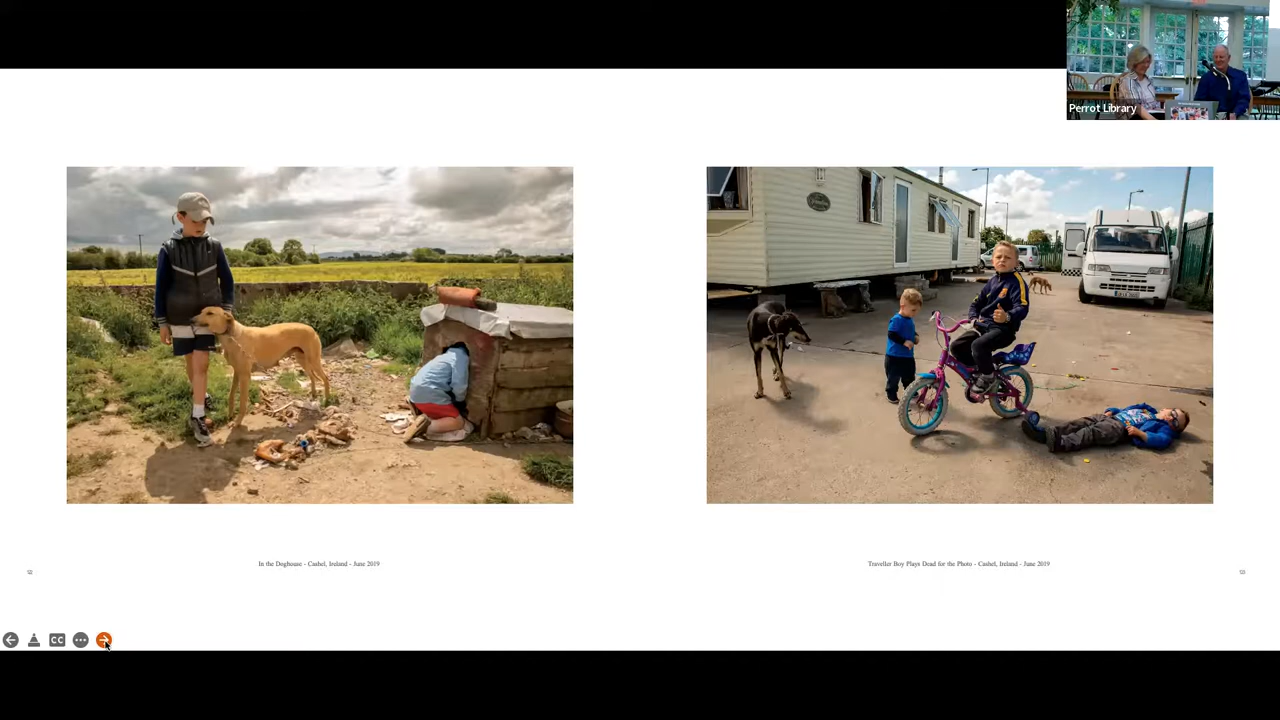 Perrot Library
In the Doghouse - Cashel, Ireland - June 2019
Traveller Boy Plays Dead for the Photo - Cashel, Ireland - June 2019
CC